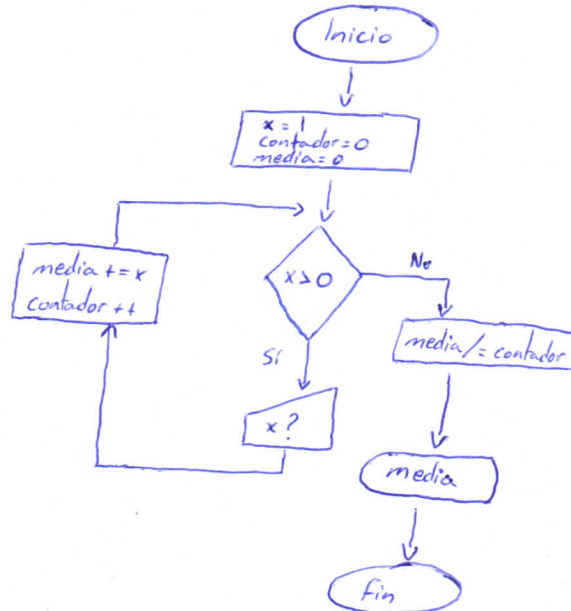 Inicio
x = 1
contador = 0
media = 0
x > 0
No
Sí
media += x
contador ++
media /= contador
x ?
media
Fin